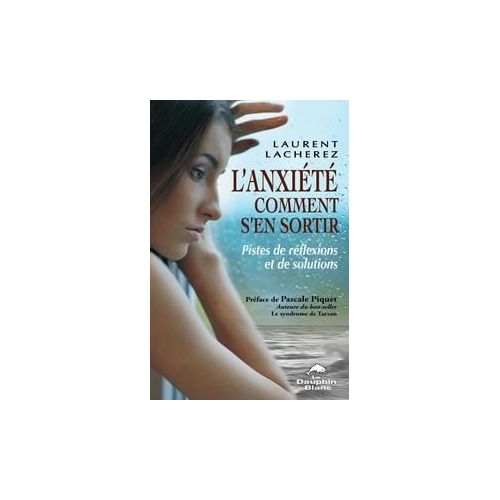 LAURENT
LACHEREZ
L'ANXIÉTÉ
COMMENT
S'EN SORTIR
Pistes de réflexions
et de solutions
Préface de Pascale Piquet
Auteure du best-seller
Le syndrome de Tarzan
Le
Dauphin
Blanc